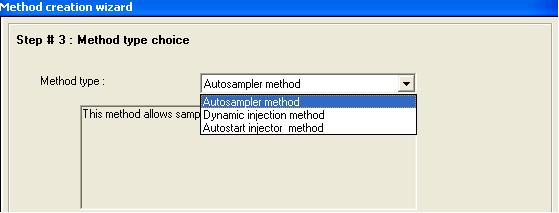 Method creation wizard
Step # 3 : Method type choice
Method type :
Autosampler method
Autosampler method
Dynamic injection method
Autostart injector method
This method allows samp